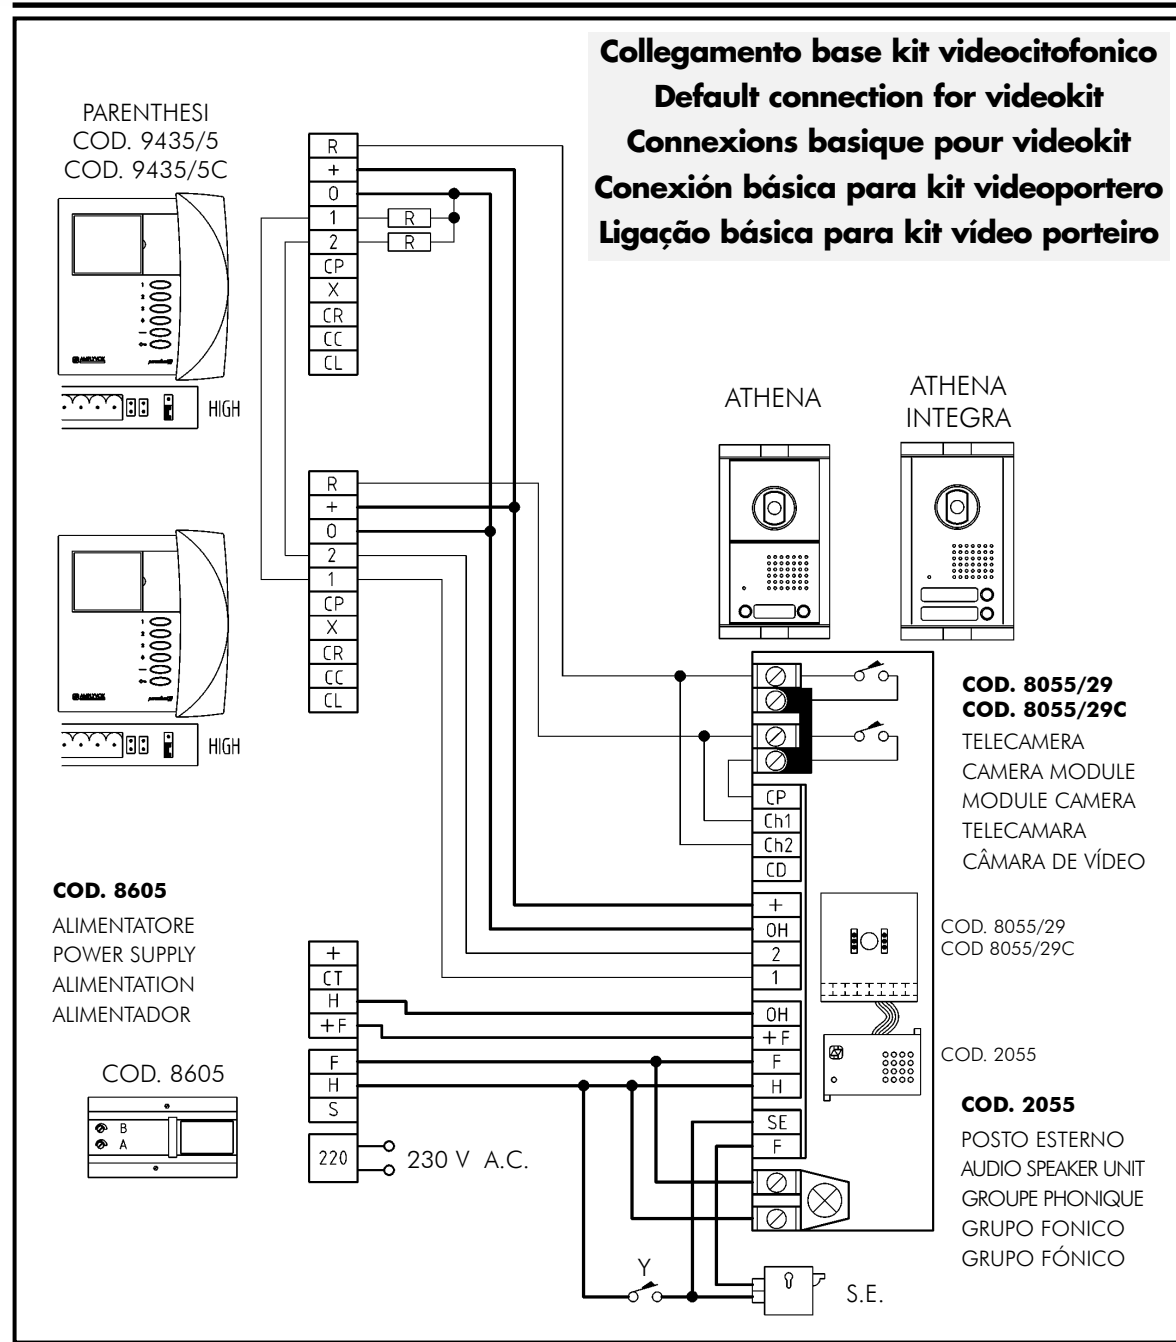 Collegamento base kit videocitofonico
Default connection for videokit
Connexions basique pour videokit
Conexión básica para kit videoportero
Ligação básica para kit vídeo porteiro
PARENTHESI
COD. 9435/5
COD. 9435/5C
HIGH
R
+
0
1
2
CP
X
CR
CC
CL
R
R
HIGH
R
+
0
2
1
CP
X
CR
CC
CL
ATHENA
ATHENA
INTEGRA
COD. 8055/29
COD. 8055/29C
TELECAMERA
CAMERA MODULE
MODULE CAMERA
TELECAMARA
CÂMARA DE VÍDEO
CP
Ch1
Ch2
CD
+
OH
2
1
OH
+F
F
H
SE
F
COD. 8055/29
COD 8055/29C
COD. 2055
COD. 2055
POSTO ESTERNO
AUDIO SPEAKER UNIT
GROUPE PHONIQUE
GRUPO FONICO
GRUPO FÓNICO
COD. 8605
ALIMENTATORE
POWER SUPPLY
ALIMENTATION
ALIMENTADOR
COD. 8605
B
A
+
CT
H
+F
F
H
S
220
230 V A.C.
Y
S.E.